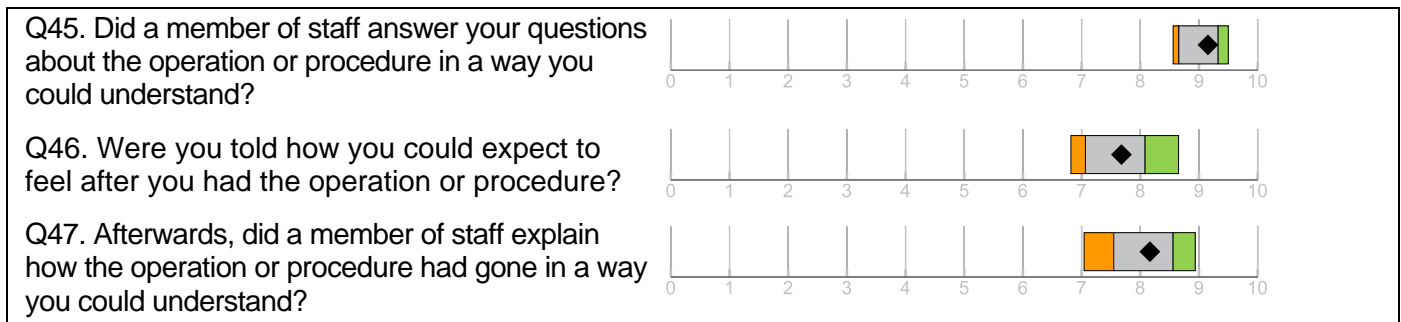 Q45. Did a member of staff answer your questions
about the operation or procedure in a way you
could understand?
0 1 2 3 4 5 6 7 8 9 10
Q46. Were you told how you could expect to
feel after you had the operation or procedure?
0 1 2 3 4 5 6 7 8 9 10
Q47. Afterwards, did a member of staff explain
how the operation or procedure had gone in a way
you could understand?
0 1 2 3 4 5 6 7 8 9 10